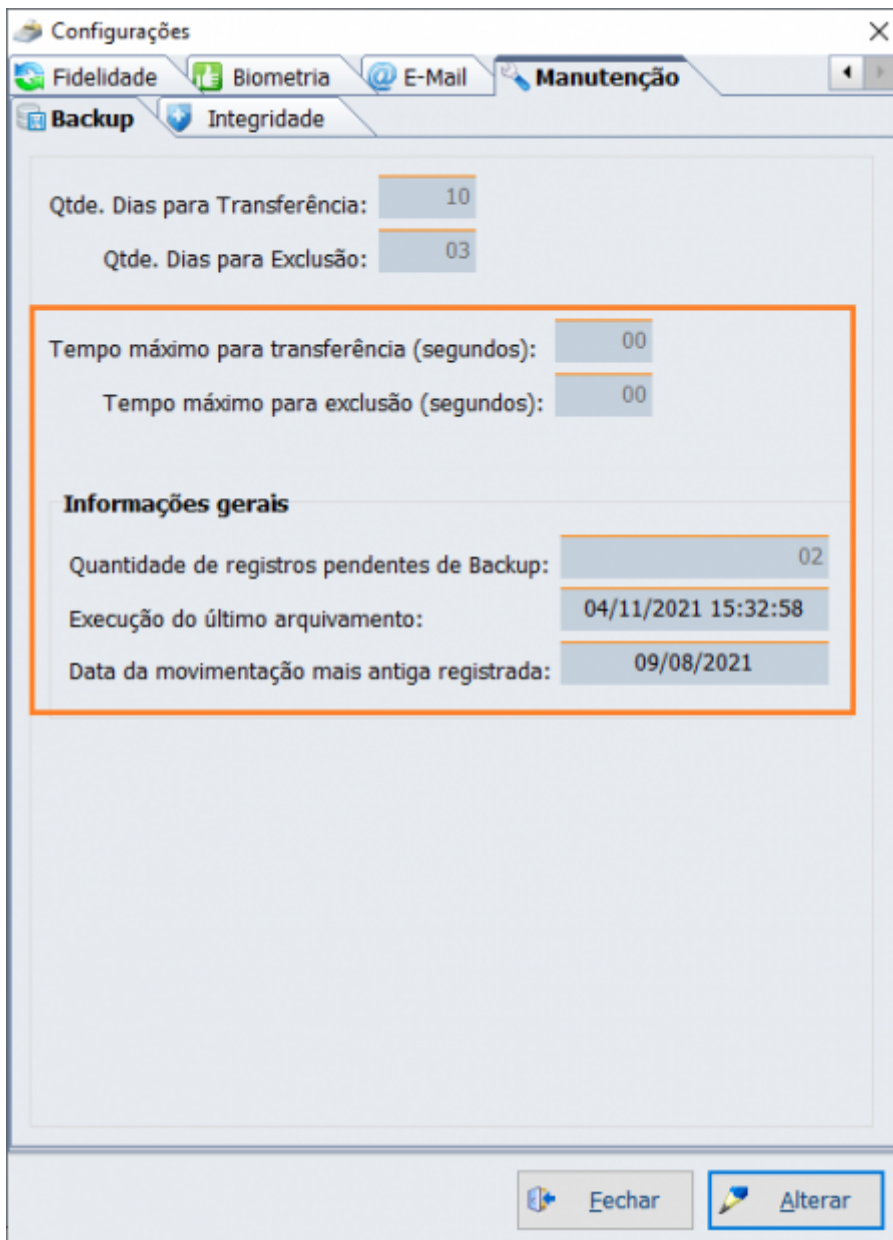 Configurações
Fidelidade Biometria E-Mail Manutenção
Backup Integridade
Qtde. Dias para Transferência: 10
Qtde. Dias para Exclusão: 03
Tempo máximo para transferência (segundos): 00
Tempo máximo para exclusão (segundos): 00
Informações gerais
Quantidade de registros pendentes de Backup: 02
Execução do último arquivamento: 04/11/2021 15:32:58
Data da movimentação mais antiga registrada: 09/08/2021
Fechar Alterar